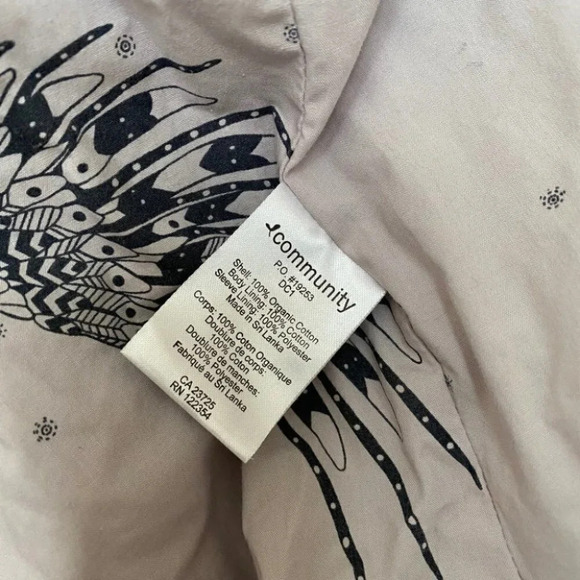 community
P.O. #19253
DC1
Shell: 100% Organic Cotton
Body Lining: 100% Cotton
Sleeve Lining: 100% Polyester
Made in Sri Lanka
Corps: 100% Coton Organique
Doublure de corps:
100% Coton
Doublure de manches:
100% Polyester
Fabriqué au Sri Lanka
CA 23725
RN 122354